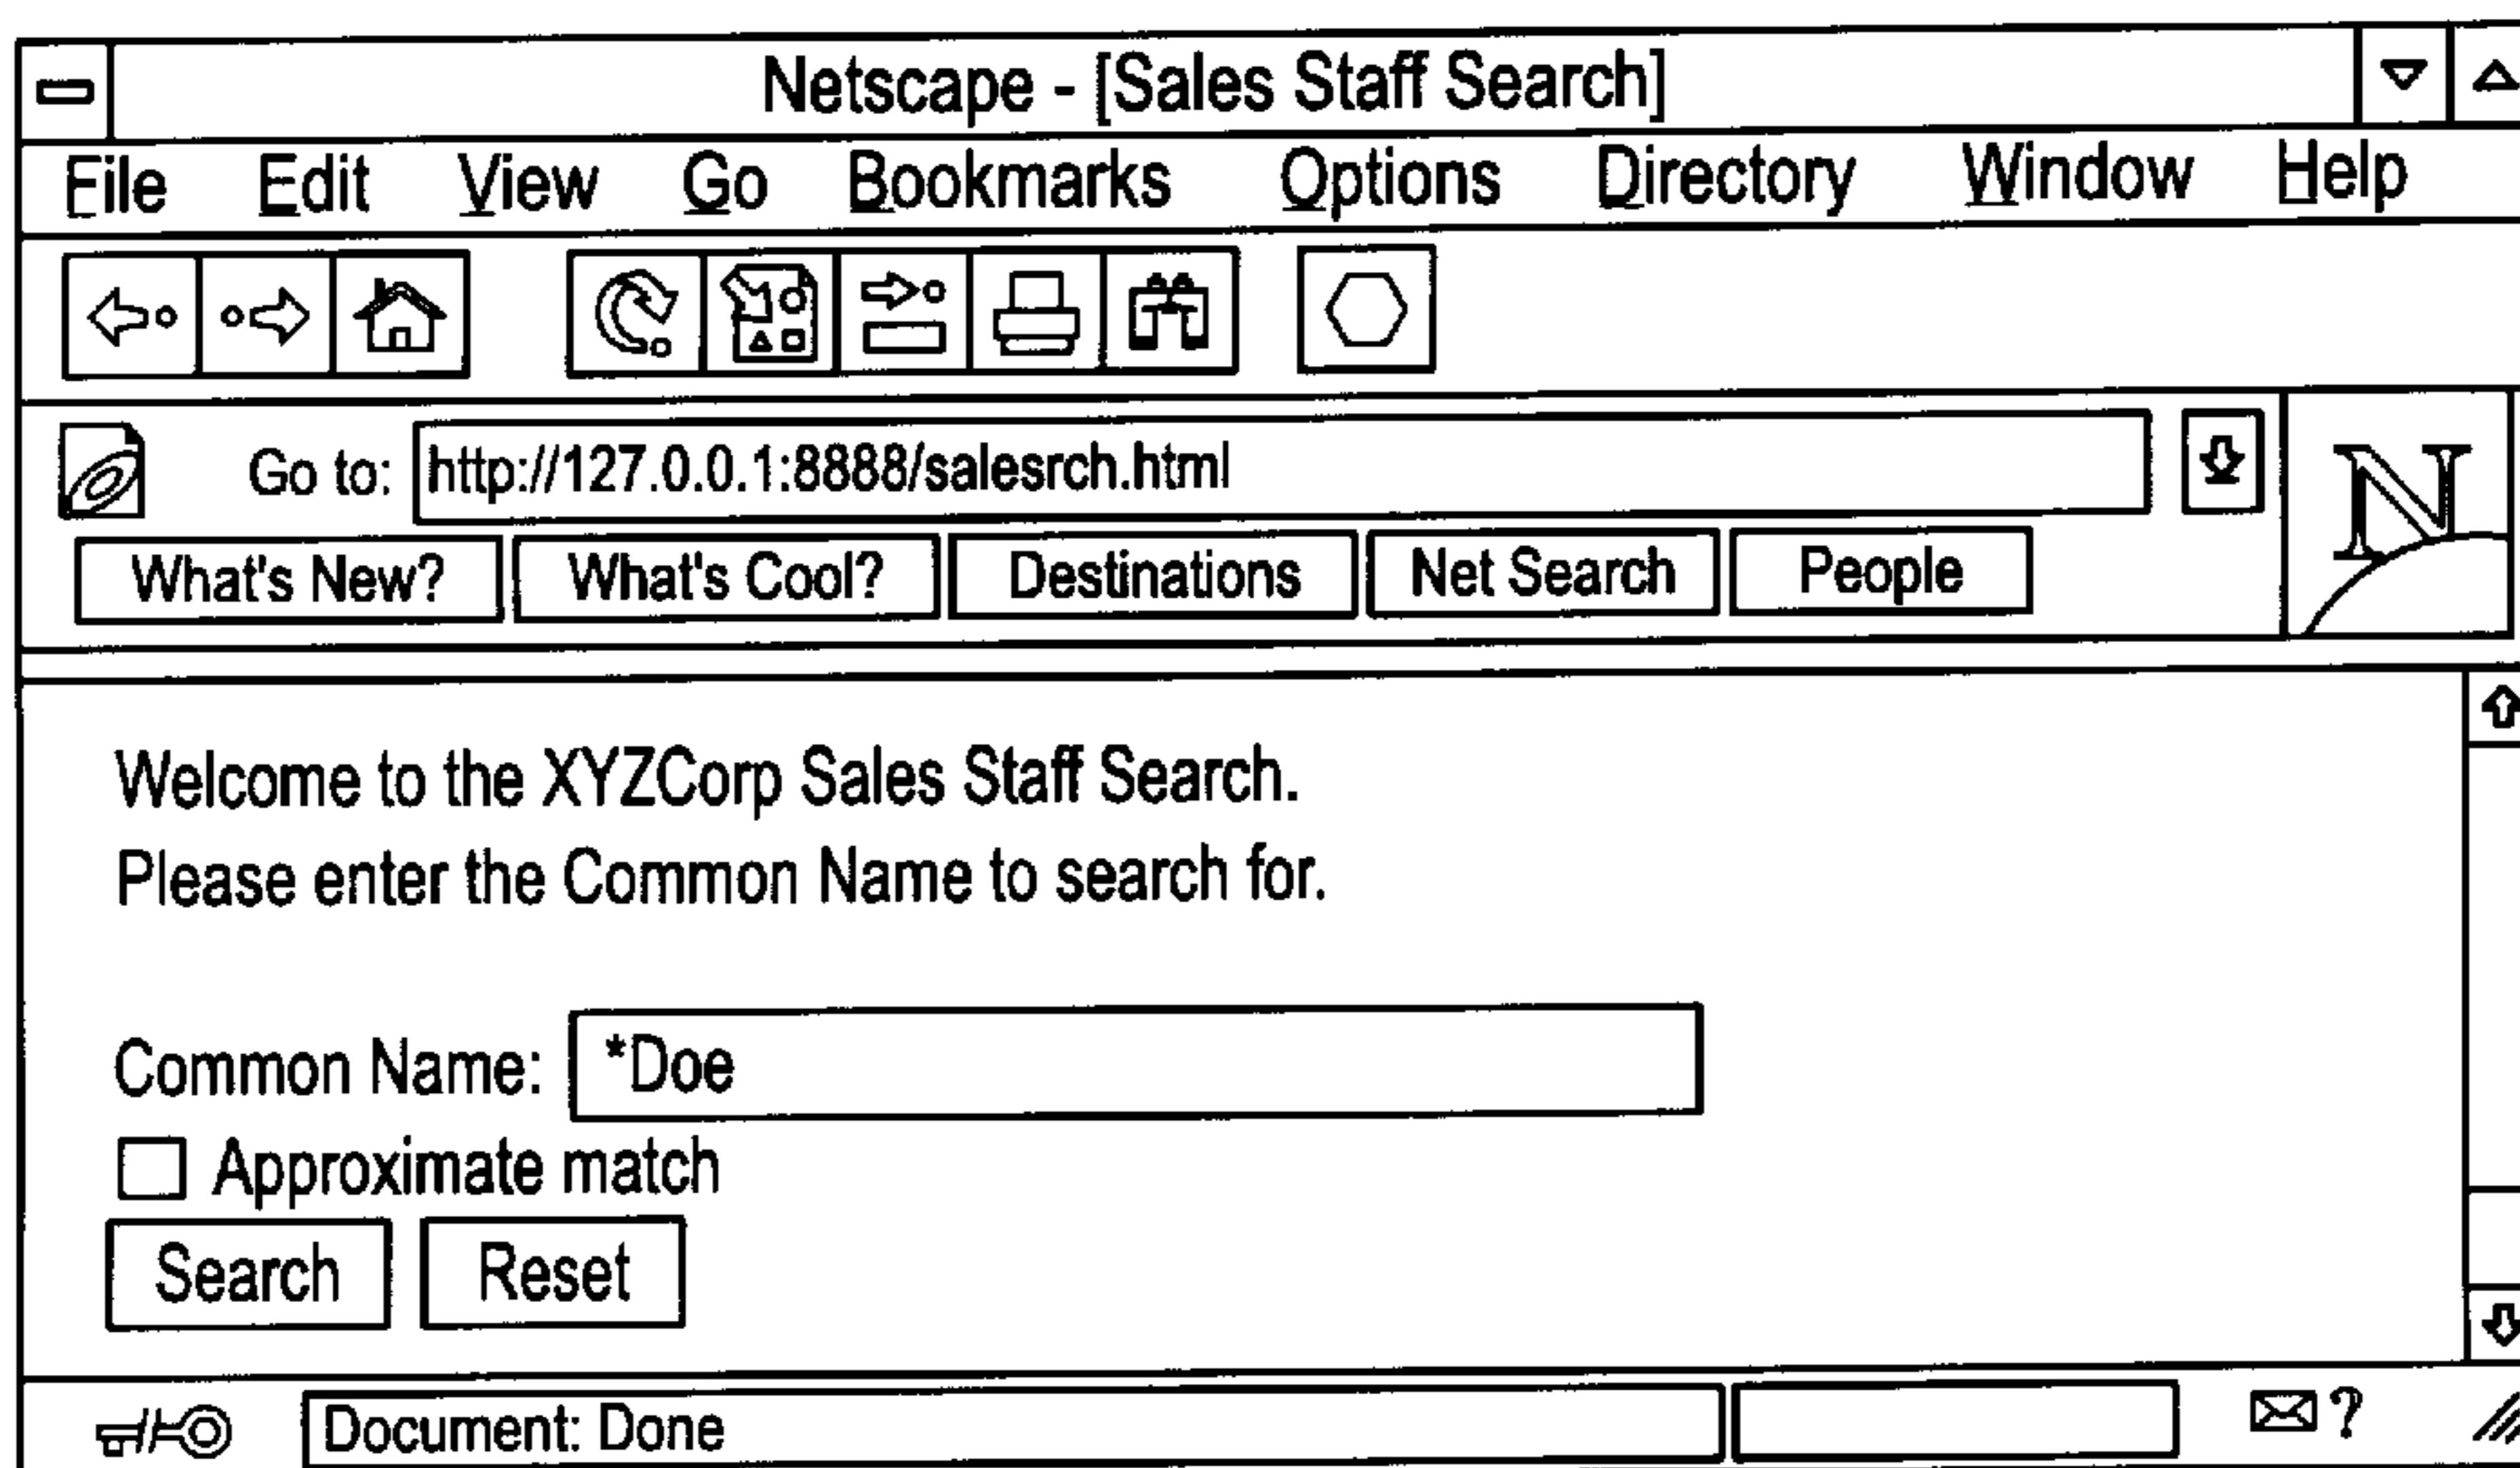 Netscape - [Sales Staff Search]
File Edit View Go Bookmarks Options Directory Window Help
Go to: http://127.0.0.1:8888/salesrch.html
N
What's New? What's Cool? Destinations Net Search People
Welcome to the XYZCorp Sales Staff Search.
Please enter the Common Name to search for.
Common Name: *Doe
Approximate match
Search Reset
Document: Done ?